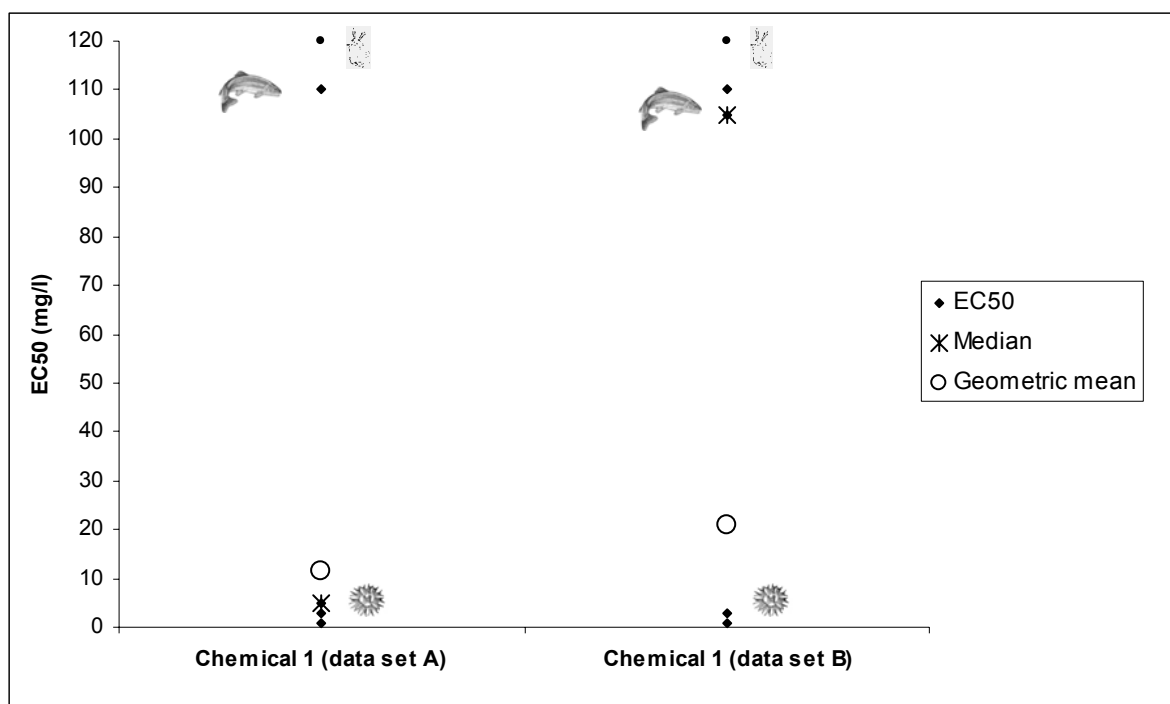 120
110
100
90
80
70
60
50
40
30
20
10
0
EC50 (mg/l)
Chemical 1 (data set A)
Chemical 1 (data set B)
EC50
Median
Geometric mean